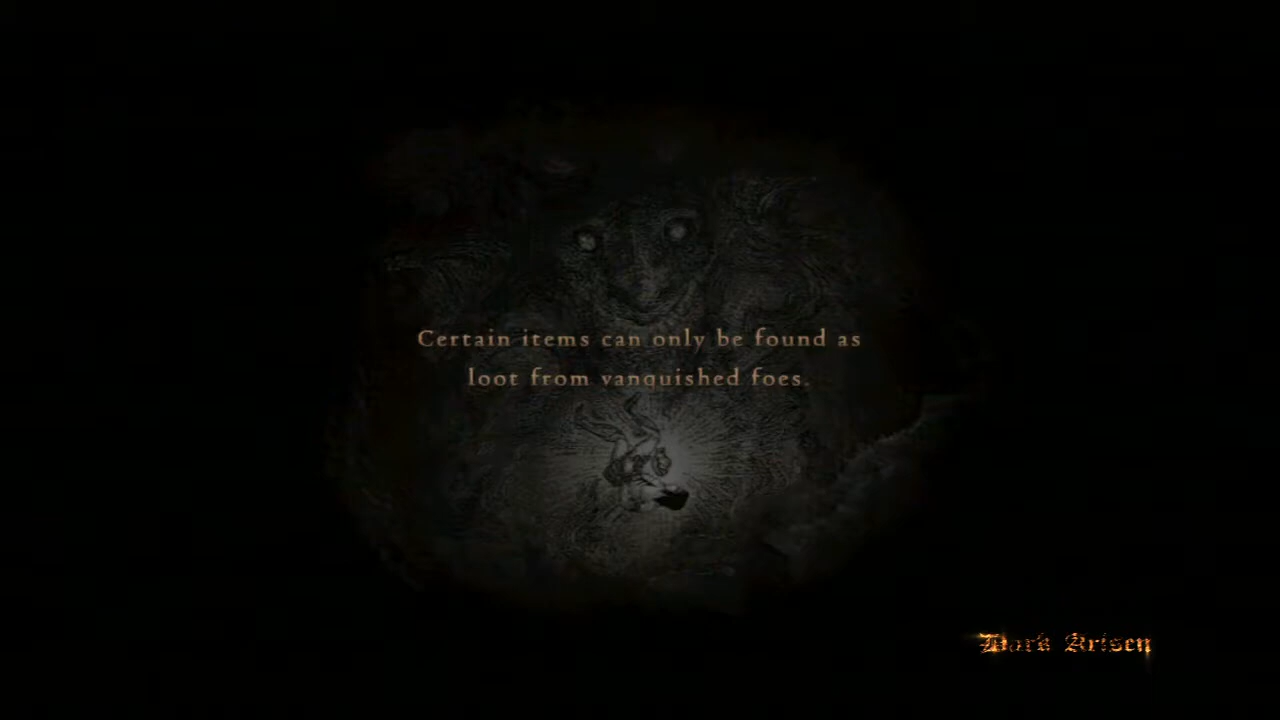 Certain items can only be found as
loot from vanquished foes.
Dark Arisen